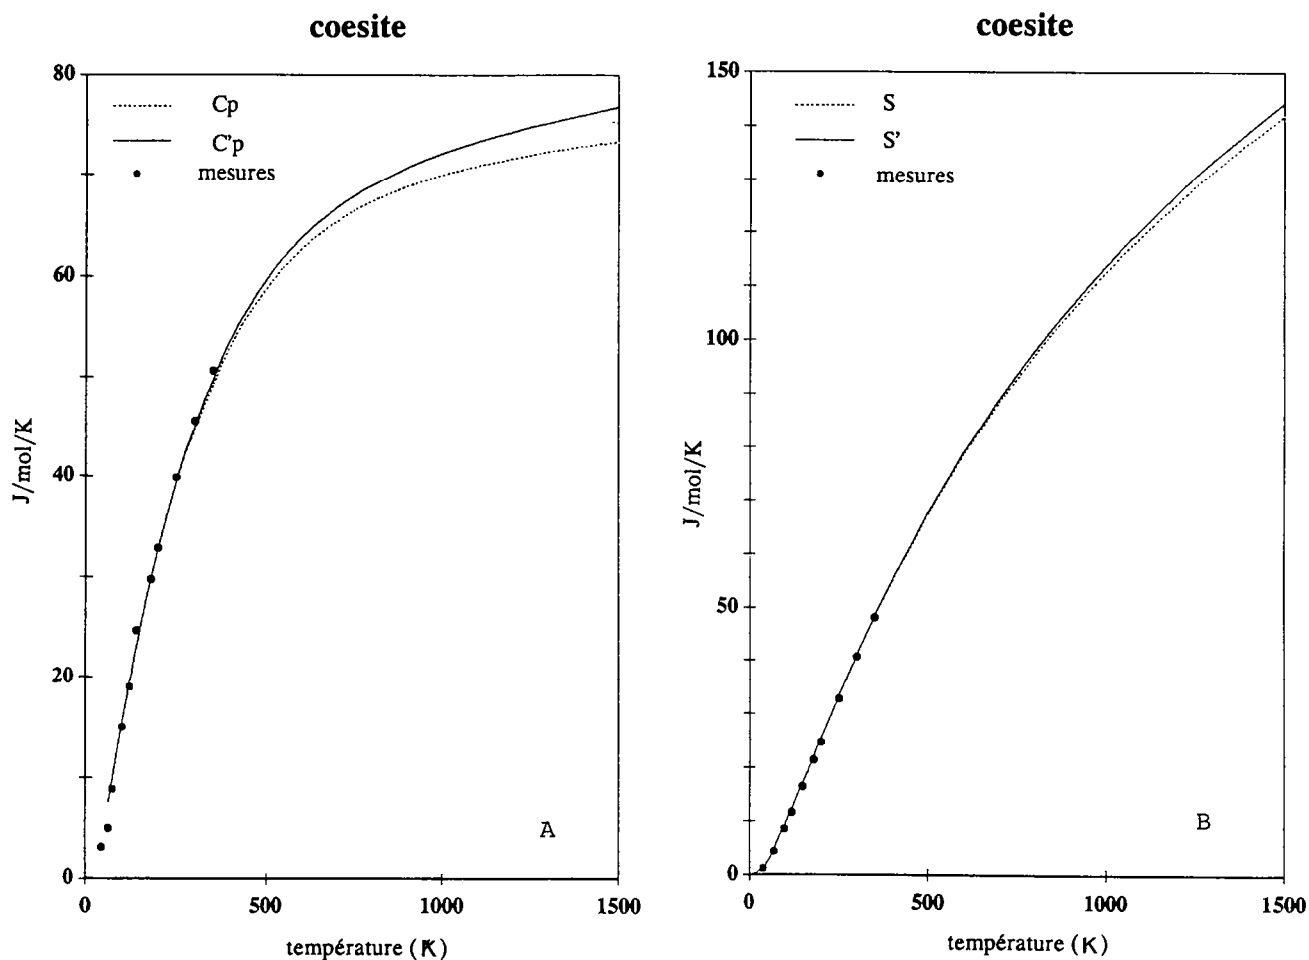 coesite
80
Cp
C'p
mesures
60
40
20
0
J/mol/K
A
0
500
1000
1500
température (K)
coesite
150
S
S'
mesures
100
50
0
J/mol/K
B
0
500
1000
1500
température (K)